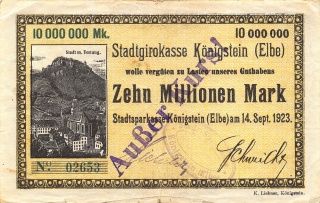 10 000 000 Mk.
10 000 000
Stadt m. Festung.
Stadtgirokasse Königstein (Elbe)
wolle vergüten zu Lasten unseres Guthabens
Zehn Millionen Mark
Stadtsparkasse Königstein (Elbe) am 14. Sept. 1923.
Außer Kurs!
No. 02653
K. Liebner, Königstein.